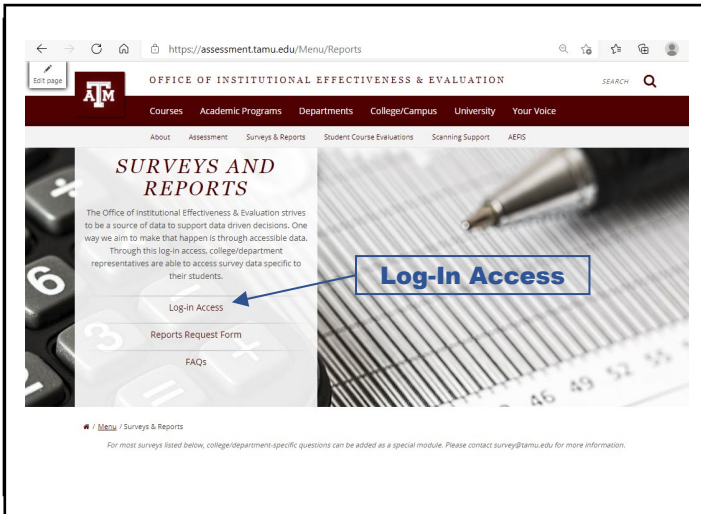 https://assessment.tamu.edu/Menu/Reports
Edit page
ĀTM
OFFICE OF INSTITUTIONAL EFFECTIVENESS & EVALUATION
SEARCH
Courses Academic Programs Departments College/Campus University Your Voice
About Assessment Surveys & Reports Student Course Evaluations Scanning Support AEFIS
SURVEYS AND
REPORTS
The Office of Institutional Effectiveness & Evaluation strives
to be a source of data to support data driven decisions. One
way we aim to make that happen is through accessible data.
Through this log-in access, college/department
representatives are able to access survey data specific to
their students.
Log-in Access
Reports Request Form
FAQs
Log-In Access
6
46 49 52 55
/ Menu / Surveys & Reports
For most surveys listed below, college/department-specific questions can be added as a special module. Please contact survey@tamu.edu for more information.